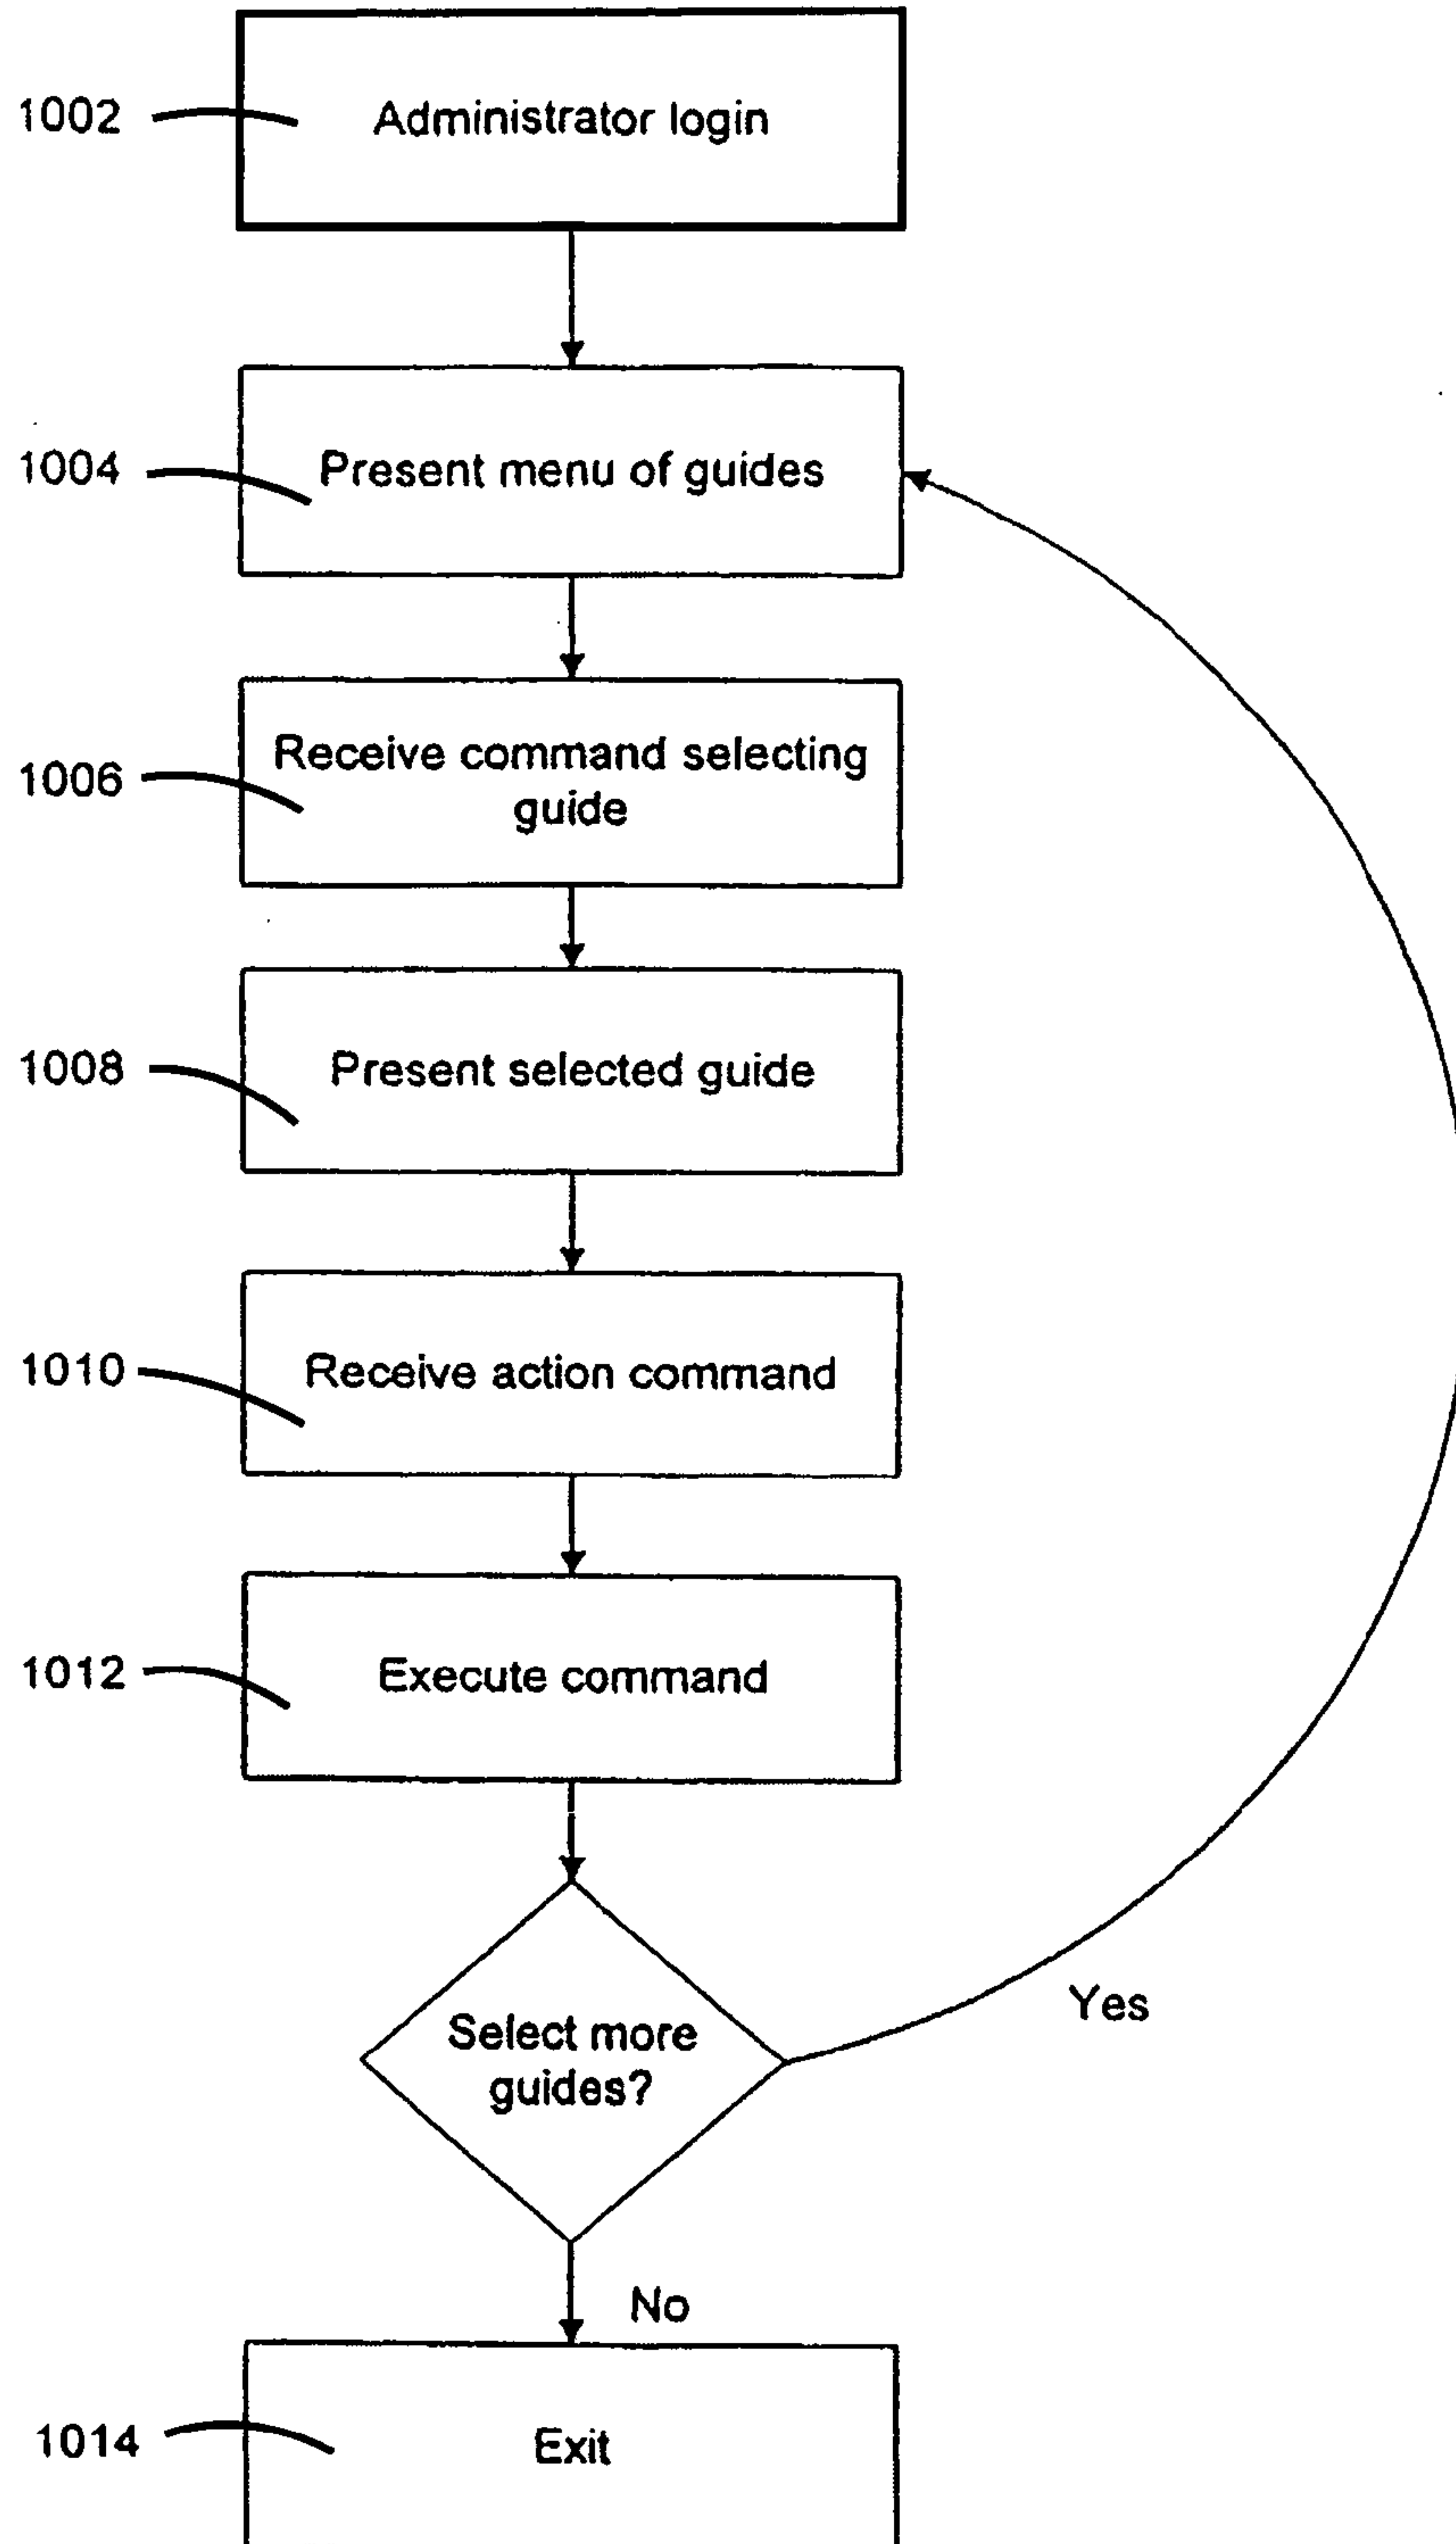 1002
Administrator login
1004
Present menu of guides
1006
Receive command selecting
guide
1008
Present selected guide
1010
Receive action command
1012
Execute command
Select more
guides?
Yes
No
1014
Exit